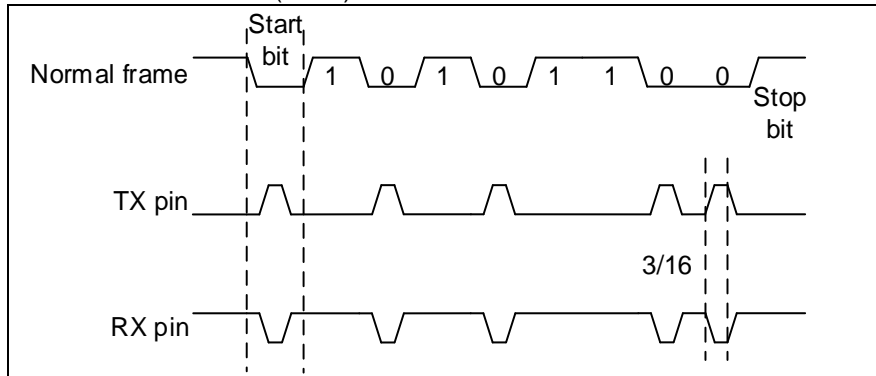 Start
bit
Normal frame
1 0 1 0 1 1 0 0
Stop
bit
TX pin
3/16
RX pin